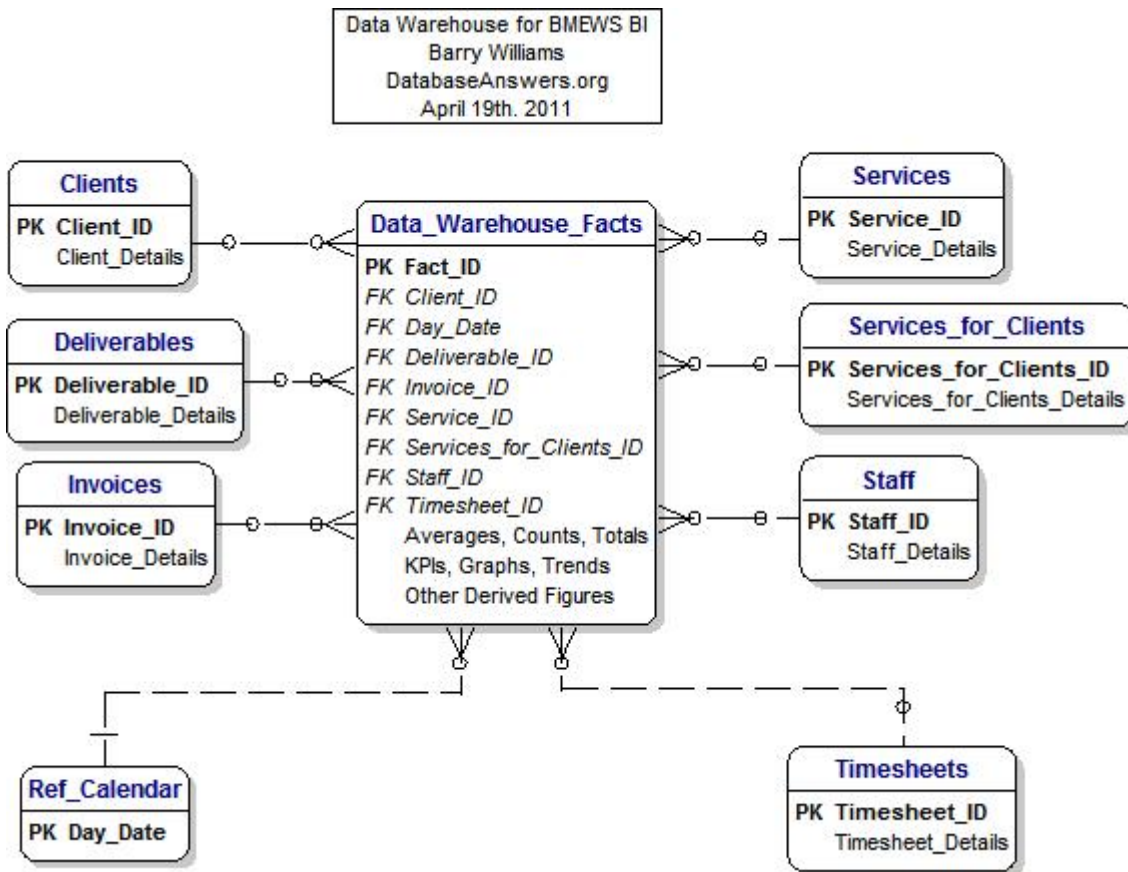 Data Warehouse for BMEWS BI
Barry Williams
DatabaseAnswers.org
April 19th. 2011
Clients
PK Client_ID
Client_Details
Deliverables
PK Deliverable_ID
Deliverable_Details
Invoices
PK Invoice_ID
Invoice_Details
Data_Warehouse_Facts
PK Fact_ID
FK Client_ID
FK Day_Date
FK Deliverable_ID
FK Invoice_ID
FK Service_ID
FK Services_for_Clients_ID
FK Staff_ID
FK Timesheet_ID
Averages, Counts, Totals
KPIs, Graphs, Trends
Other Derived Figures
Services
PK Service_ID
Service_Details
Services_for_Clients
PK Services_for_Clients_ID
Services_for_Clients_Details
Staff
PK Staff_ID
Staff_Details
Ref_Calendar
PK Day_Date
Timesheets
PK Timesheet_ID
Timesheet_Details